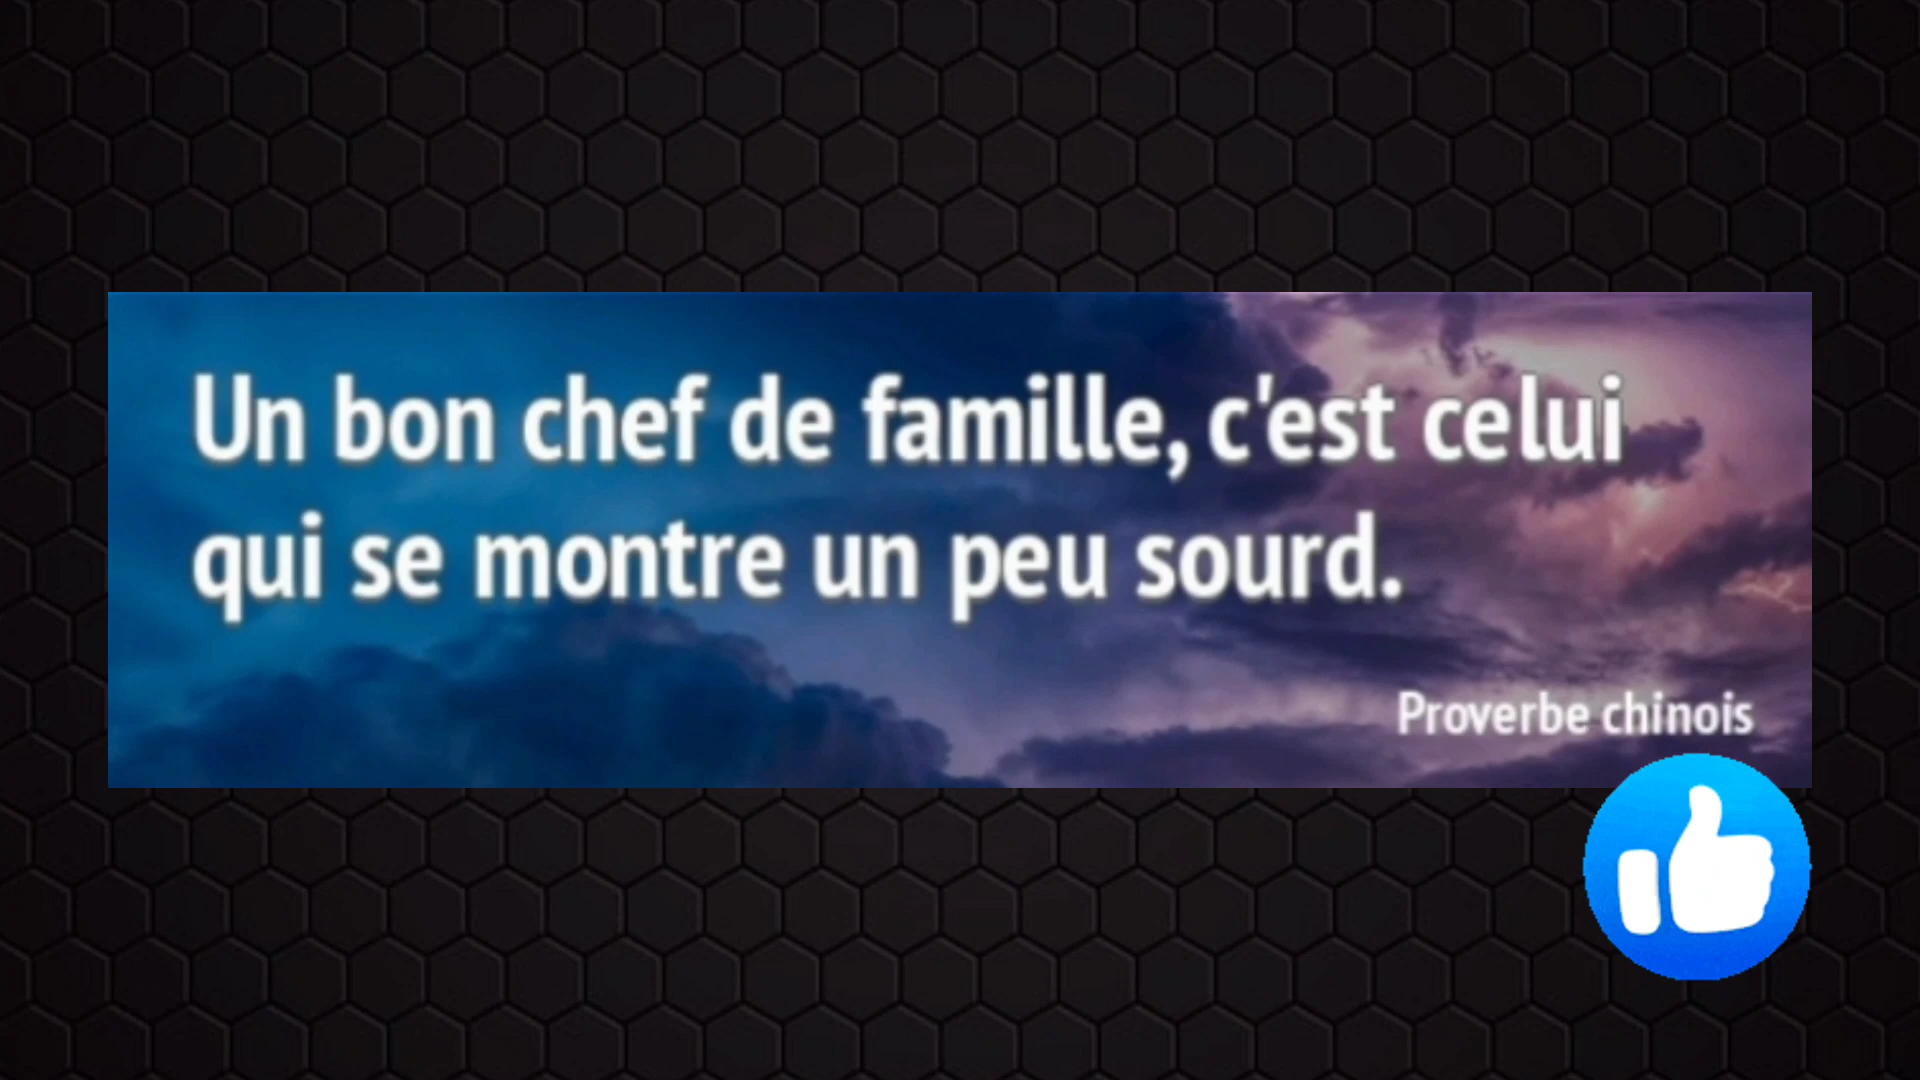 Un bon chef de famille, c'est celui
qui se montre un peu sourd.
Proverbe chinois